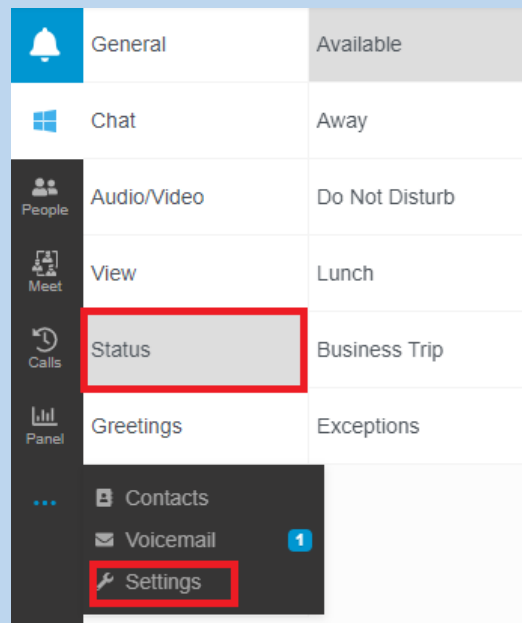 General
Available
Chat
Away
People
Audio/Video
Do Not Disturb
Meet
View
Lunch
Calls
Status
Business Trip
Panel
Greetings
Exceptions
Contacts
Voicemail 1
Settings